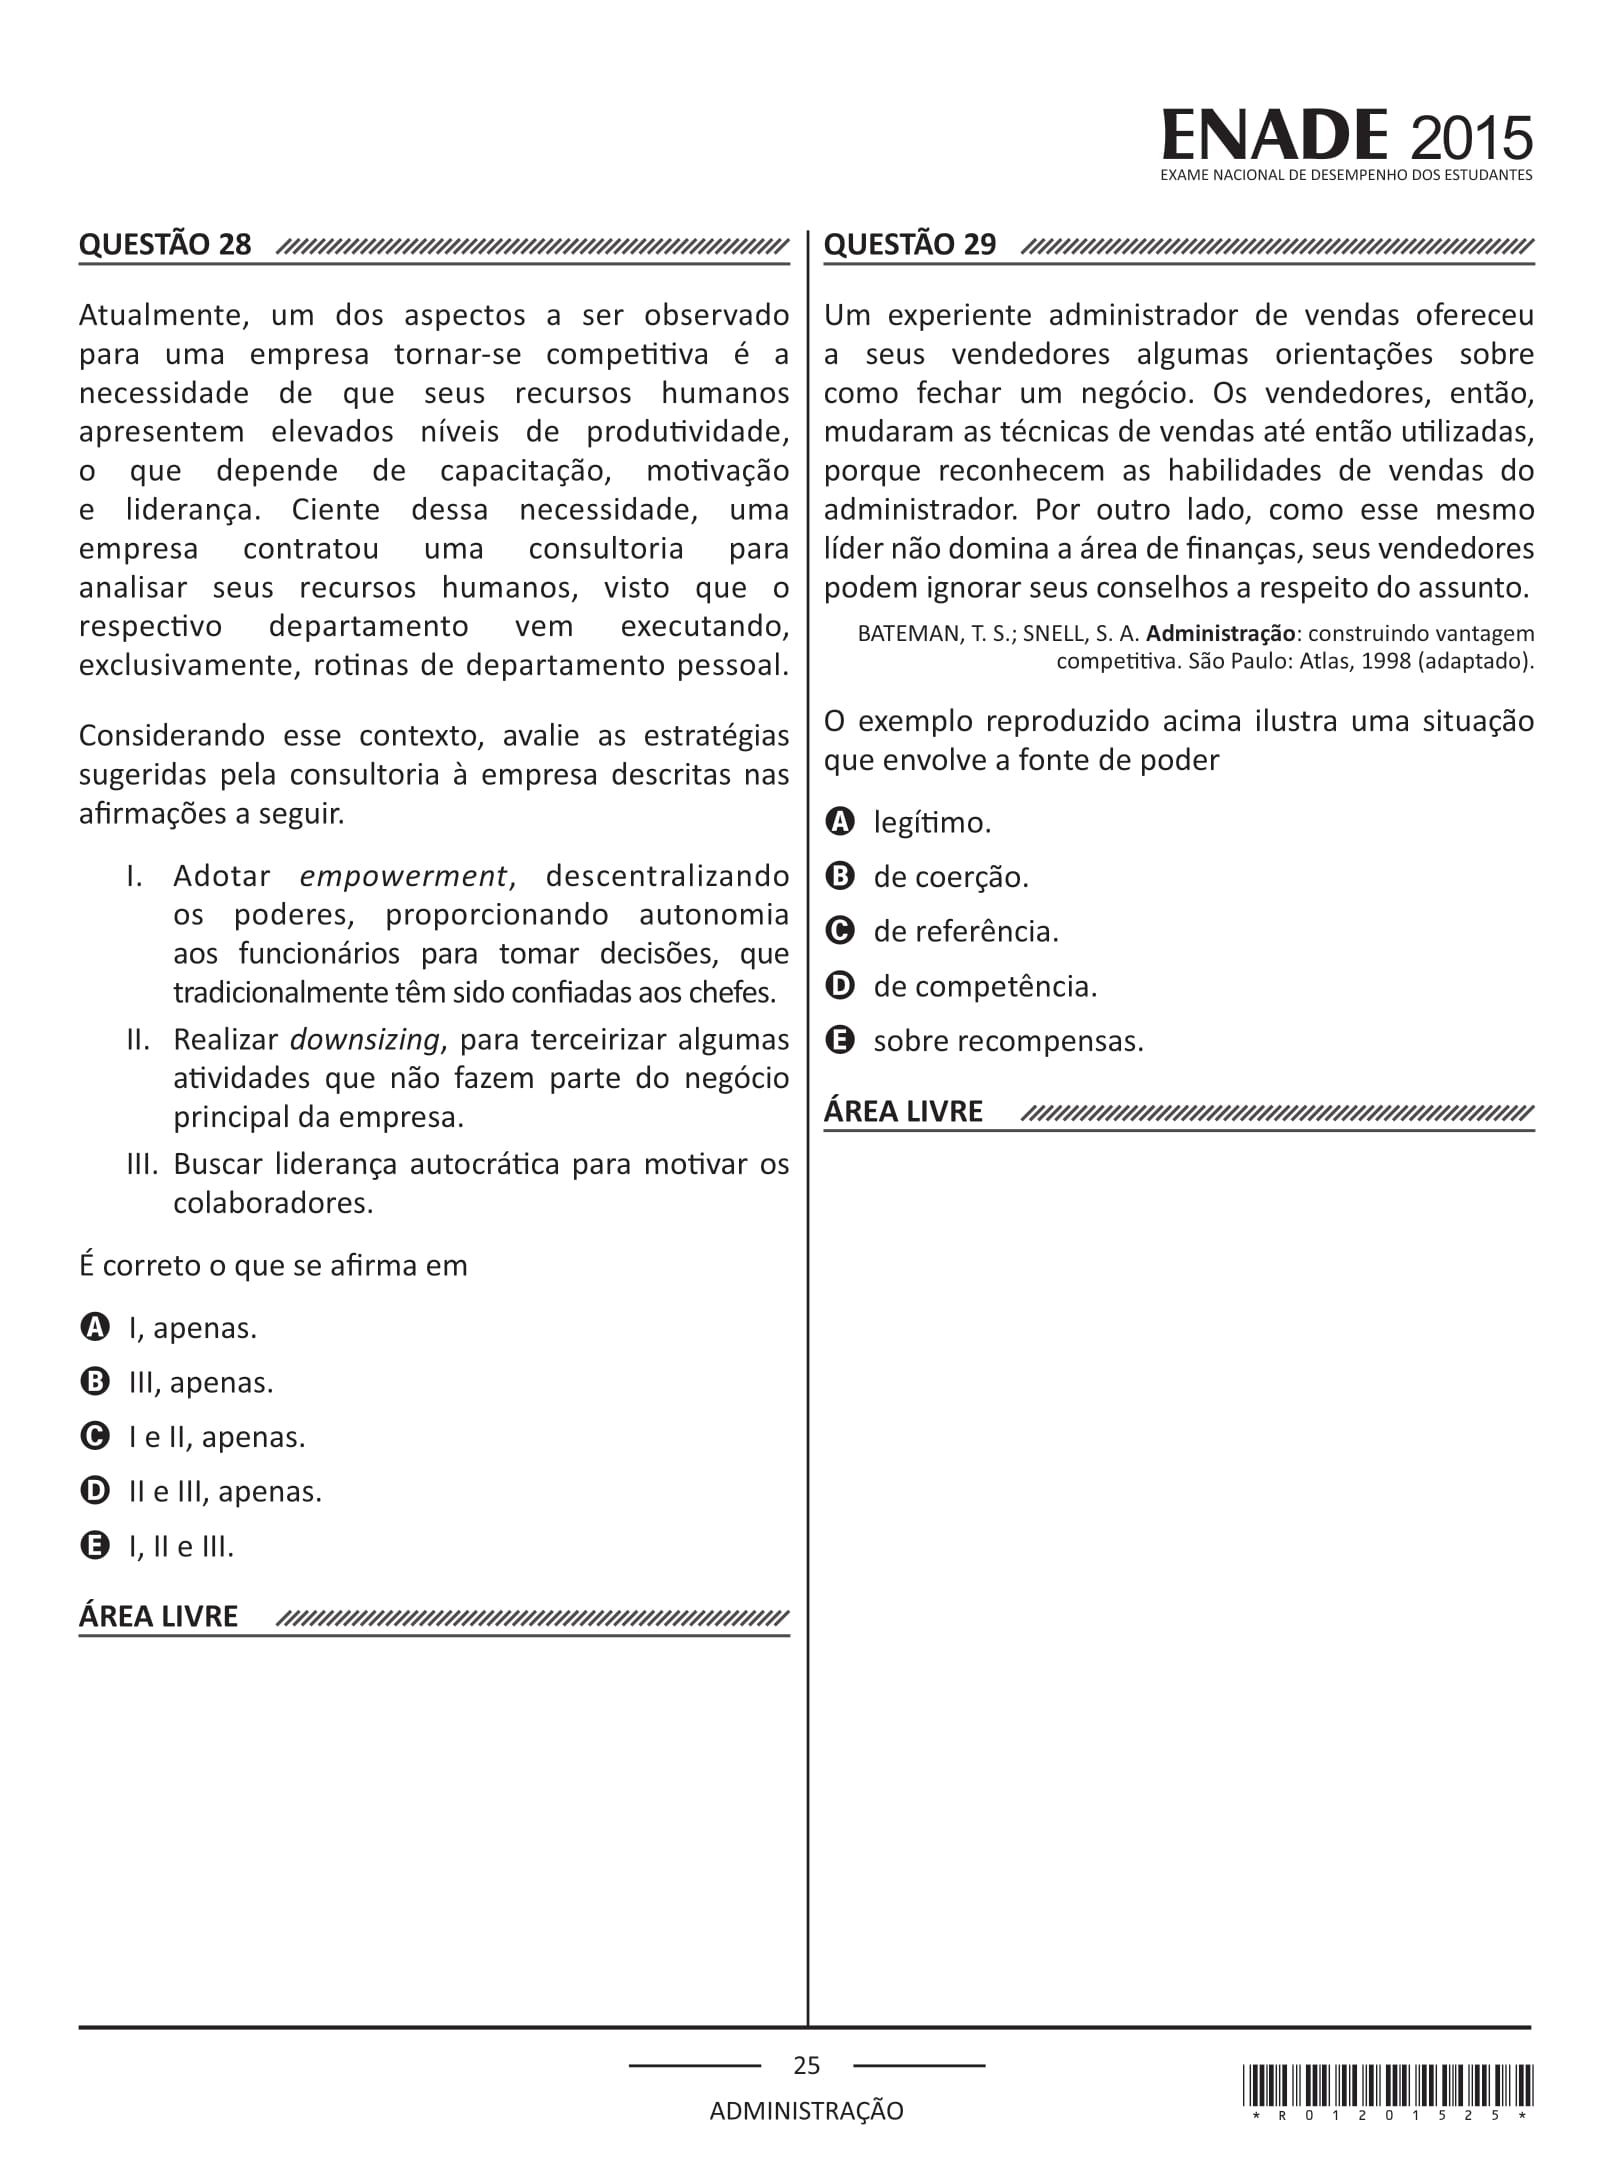 ENADE 2015
EXAME NACIONAL DE DESEMPENHO DOS ESTUDANTES
QUESTÃO 28
Atualmente, um dos aspectos a ser observado
para uma empresa tornar-se competitiva é a
necessidade de que seus recursos humanos
apresentem elevados níveis de produtividade,
o que depende de capacitação, motivação
e liderança. Ciente dessa necessidade, uma
empresa contratou uma consultoria para
analisar seus recursos humanos, visto que o
respectivo departamento vem executando,
exclusivamente, rotinas de departamento pessoal.
Considerando esse contexto, avalie as estratégias
sugeridas pela consultoria à empresa descritas nas
afirmações a seguir.
I. Adotar empowerment, descentralizando
os poderes, proporcionando autonomia
aos funcionários para tomar decisões, que
tradicionalmente têm sido confiadas aos chefes.
II. Realizar downsizing, para terceirizar algumas
atividades que não fazem parte do negócio
principal da empresa.
III. Buscar liderança autocrática para motivar os
colaboradores.
É correto o que se afirma em
A I, apenas.
B III, apenas.
C I e II, apenas.
D II e III, apenas.
E I, II e III.
ÁREA LIVRE
QUESTÃO 29
Um experiente administrador de vendas ofereceu
a seus vendedores algumas orientações sobre
como fechar um negócio. Os vendedores, então,
mudaram as técnicas de vendas até então utilizadas,
porque reconhecem as habilidades de vendas do
administrador. Por outro lado, como esse mesmo
líder não domina a área de finanças, seus vendedores
podem ignorar seus conselhos a respeito do assunto.
BATEMAN, T. S.; SNELL, S. A. Administração: construindo vantagem
competitiva. São Paulo: Atlas, 1998 (adaptado).
O exemplo reproduzido acima ilustra uma situação
que envolve a fonte de poder
A legítimo.
B de coerção.
C de referência.
D de competência.
E sobre recompensas.
ÁREA LIVRE
25
ADMINISTRAÇÃO
* R 0 1 2 0 1 5 2 5 *